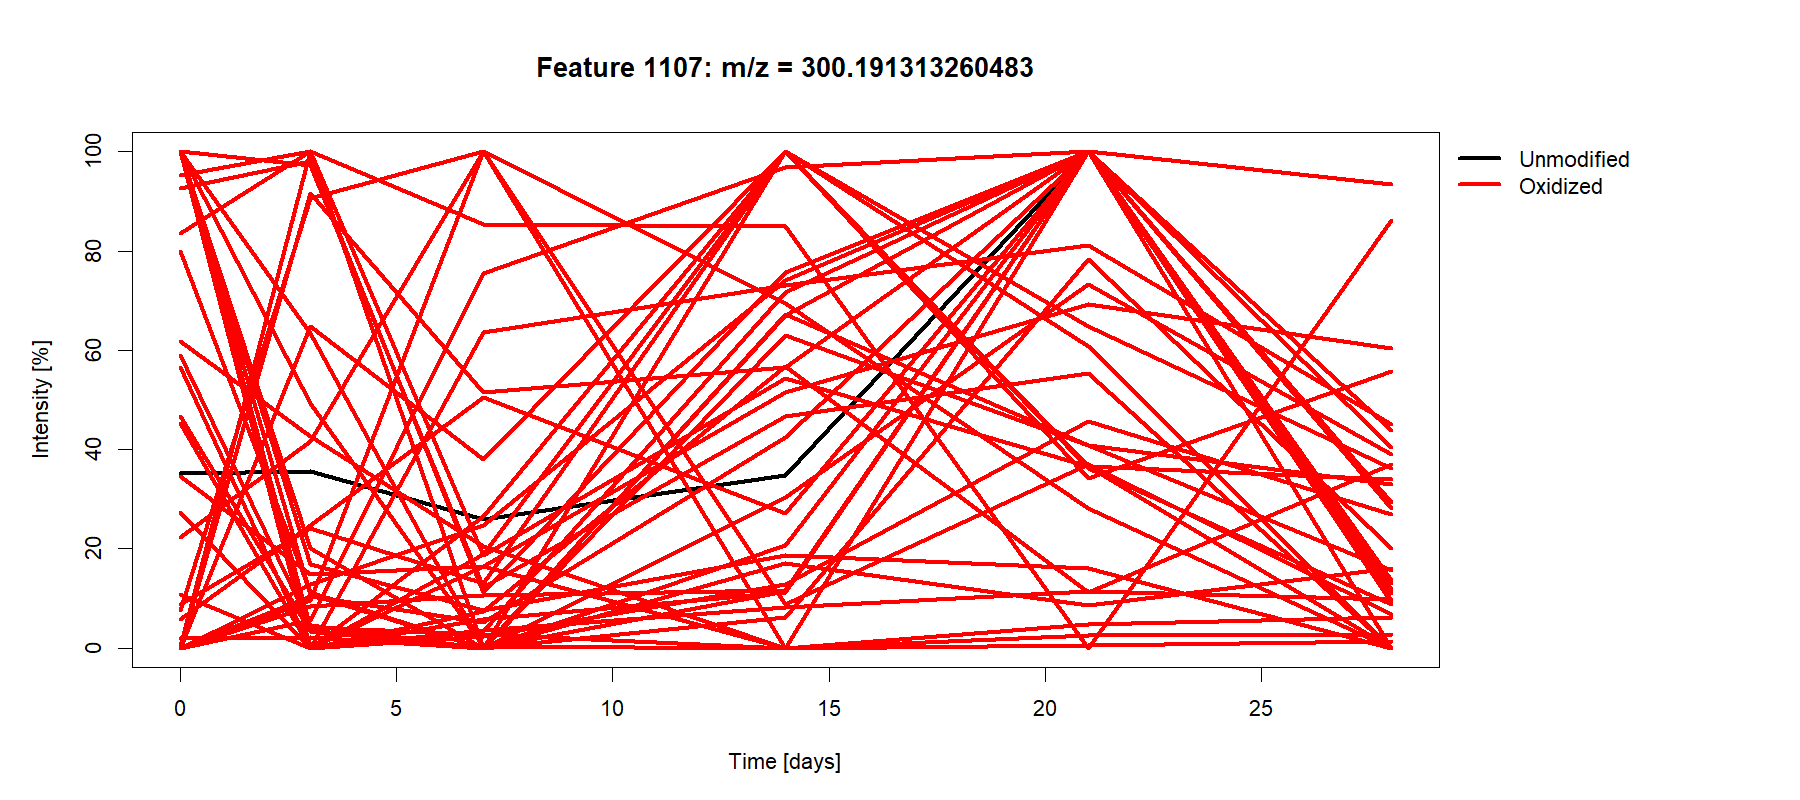 Feature 1107: m/z = 300.191313260483
Unmodified
Oxidized
Intensity [%]
100
80
60
40
20
0
0 5 10 15 20 25
Time [days]